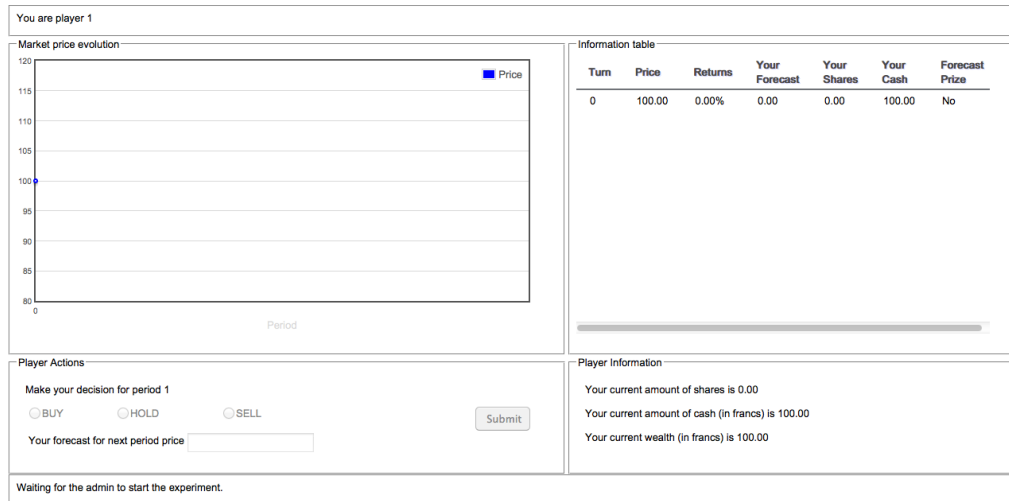 You are player 1
Market price evolution
120
115
110
105
100
95
90
85
80
0
Price
Period
Information table
Turn Price Returns Your Forecast Your Shares Your Cash Forecast Prize
0 100.00 0.00% 0.00 0.00 100.00 No
Player Actions
Make your decision for period 1
BUY HOLD SELL
Submit
Your forecast for next period price
Player Information
Your current amount of shares is 0.00
Your current amount of cash (in francs) is 100.00
Your current wealth (in francs) is 100.00
Waiting for the admin to start the experiment.